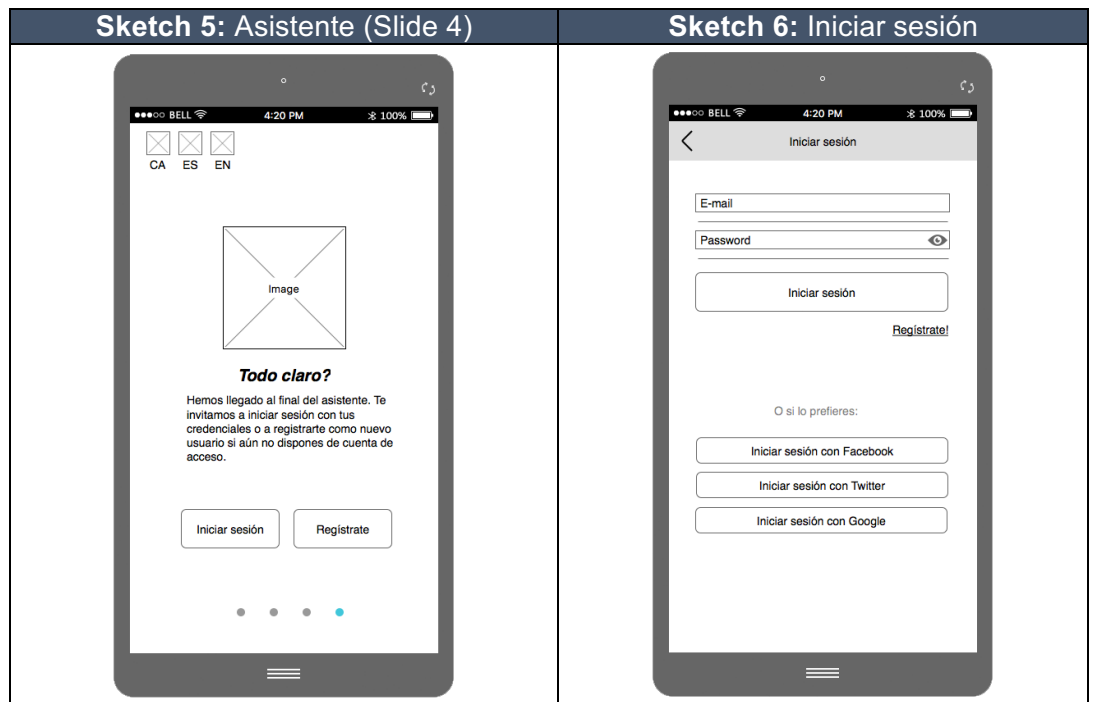 Sketch 5: Asistente (Slide 4)
BELL 4:20 PM 100%
CA ES EN
Image
Todo claro?
Hemos llegado al final del asistente. Te
invitamos a iniciar sesión con tus
credenciales o a registrarte como nuevo
usuario si aún no dispones de cuenta de
acceso.
Iniciar sesión Regístrate
Sketch 6: Iniciar sesión
BELL 4:20 PM 100%
Iniciar sesión
E-mail
Password
Iniciar sesión
Regístrate!
O si lo prefieres:
Iniciar sesión con Facebook
Iniciar sesión con Twitter
Iniciar sesión con Google